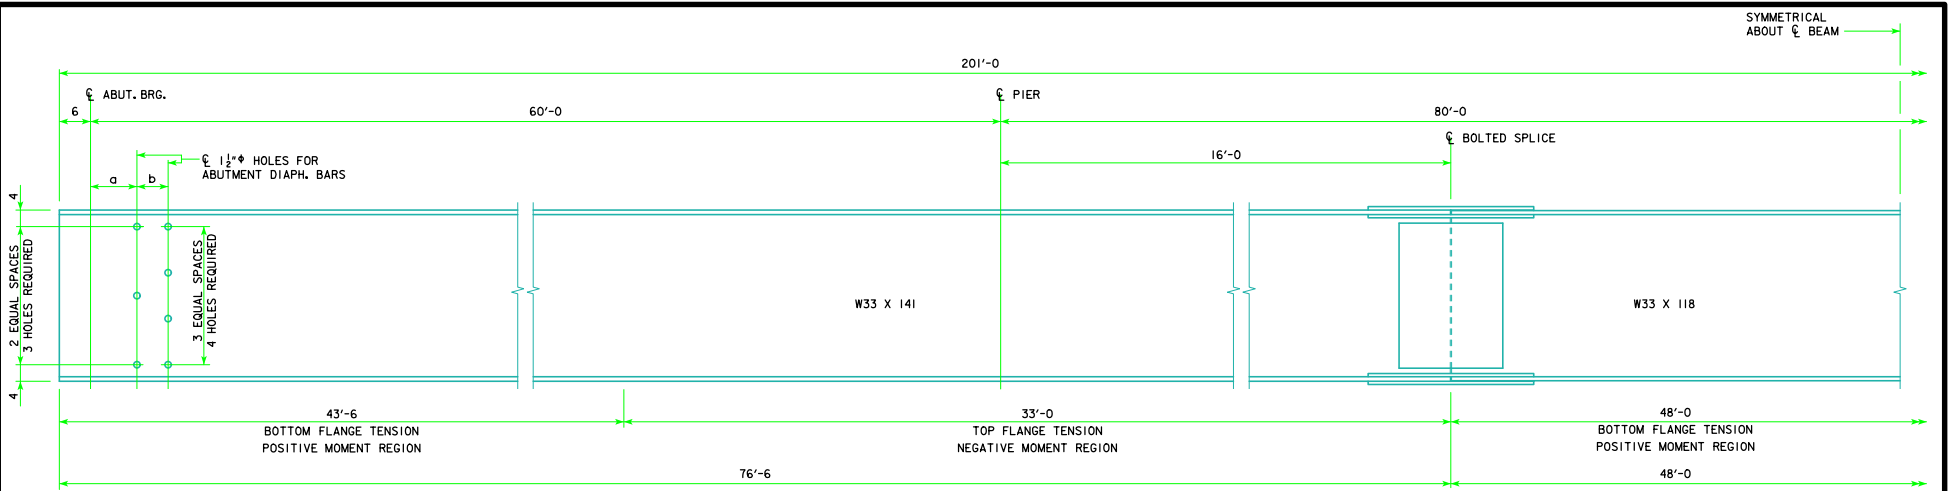 SYMMETRICAL
ABOUT ℄ BEAM
201'-0
℄ ABUT. BRG.
℄ PIER
6
60'-0
80'-0
℄ BOLTED SPLICE
℄ 1½"Φ HOLES FOR
ABUTMENT DIAPH. BARS
16'-0
a
b
4
2 EQUAL SPACES
3 HOLES REQUIRED
4
3 EQUAL SPACES
4 HOLES REQUIRED
W33 X 141
W33 X 118
43'-6
BOTTOM FLANGE TENSION
POSITIVE MOMENT REGION
33'-0
TOP FLANGE TENSION
NEGATIVE MOMENT REGION
48'-0
BOTTOM FLANGE TENSION
POSITIVE MOMENT REGION
76'-6
48'-0